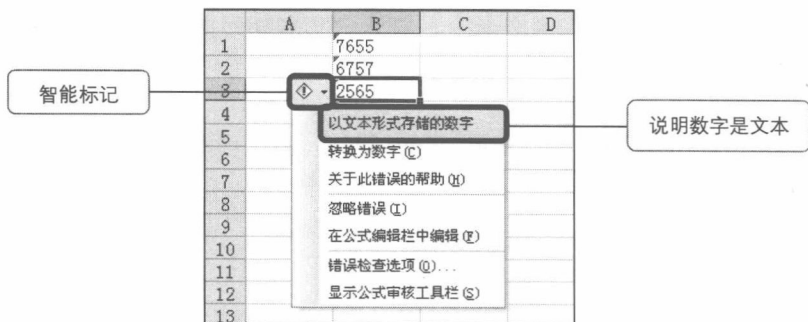 A B C D
1 7655
2 6757
智能标记
3 2565
4
以文本形式存储的数字
说明数字是文本
5
转换为数字(C)
6
关于此错误的帮助(H)
7
忽略错误(I)
8
在公式编辑栏中编辑(F)
9
10
错误检查选项(O)...
11
显示公式审核工具栏(S)
12
13